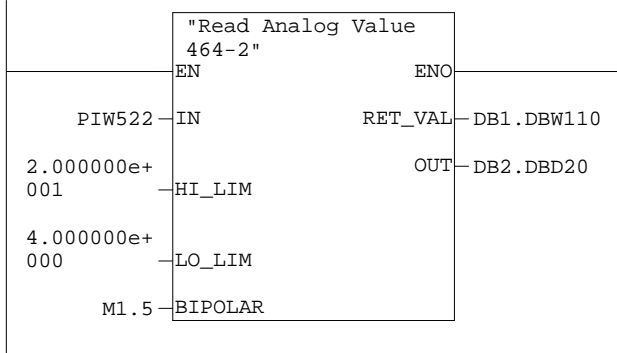 "Read Analog Value
464-2"
EN ENO
PIW522 IN RET_VAL DB1.DBW110
2.000000e+ OUT DB2.DBD20
001 HI_LIM
4.000000e+
000 LO_LIM
M1.5 BIPOLAR